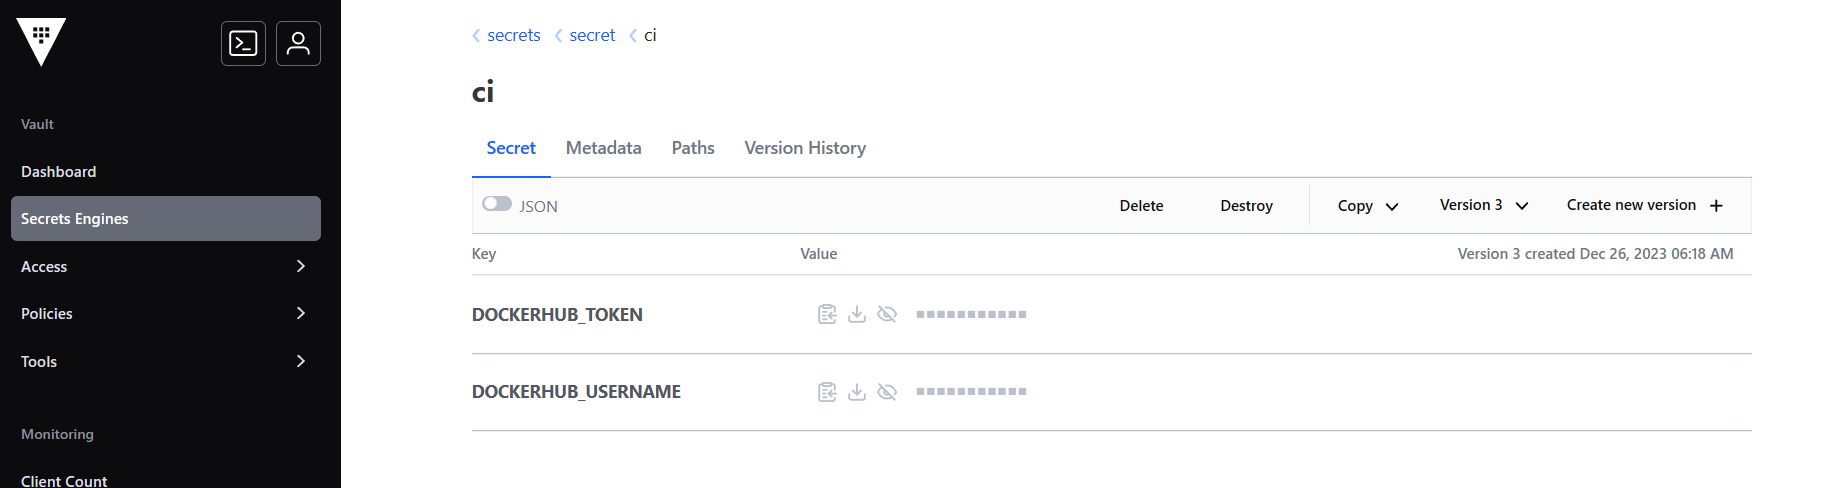 secrets secret ci
ci
Vault
Dashboard
Secrets Engines
Access
Policies
Tools
Monitoring
Client Count
Secret Metadata Paths Version History
JSON Delete Destroy Copy Version 3 Create new version
Key Value Version 3 created Dec 26, 2023 06:18 AM
DOCKERHUB_TOKEN
DOCKERHUB_USERNAME